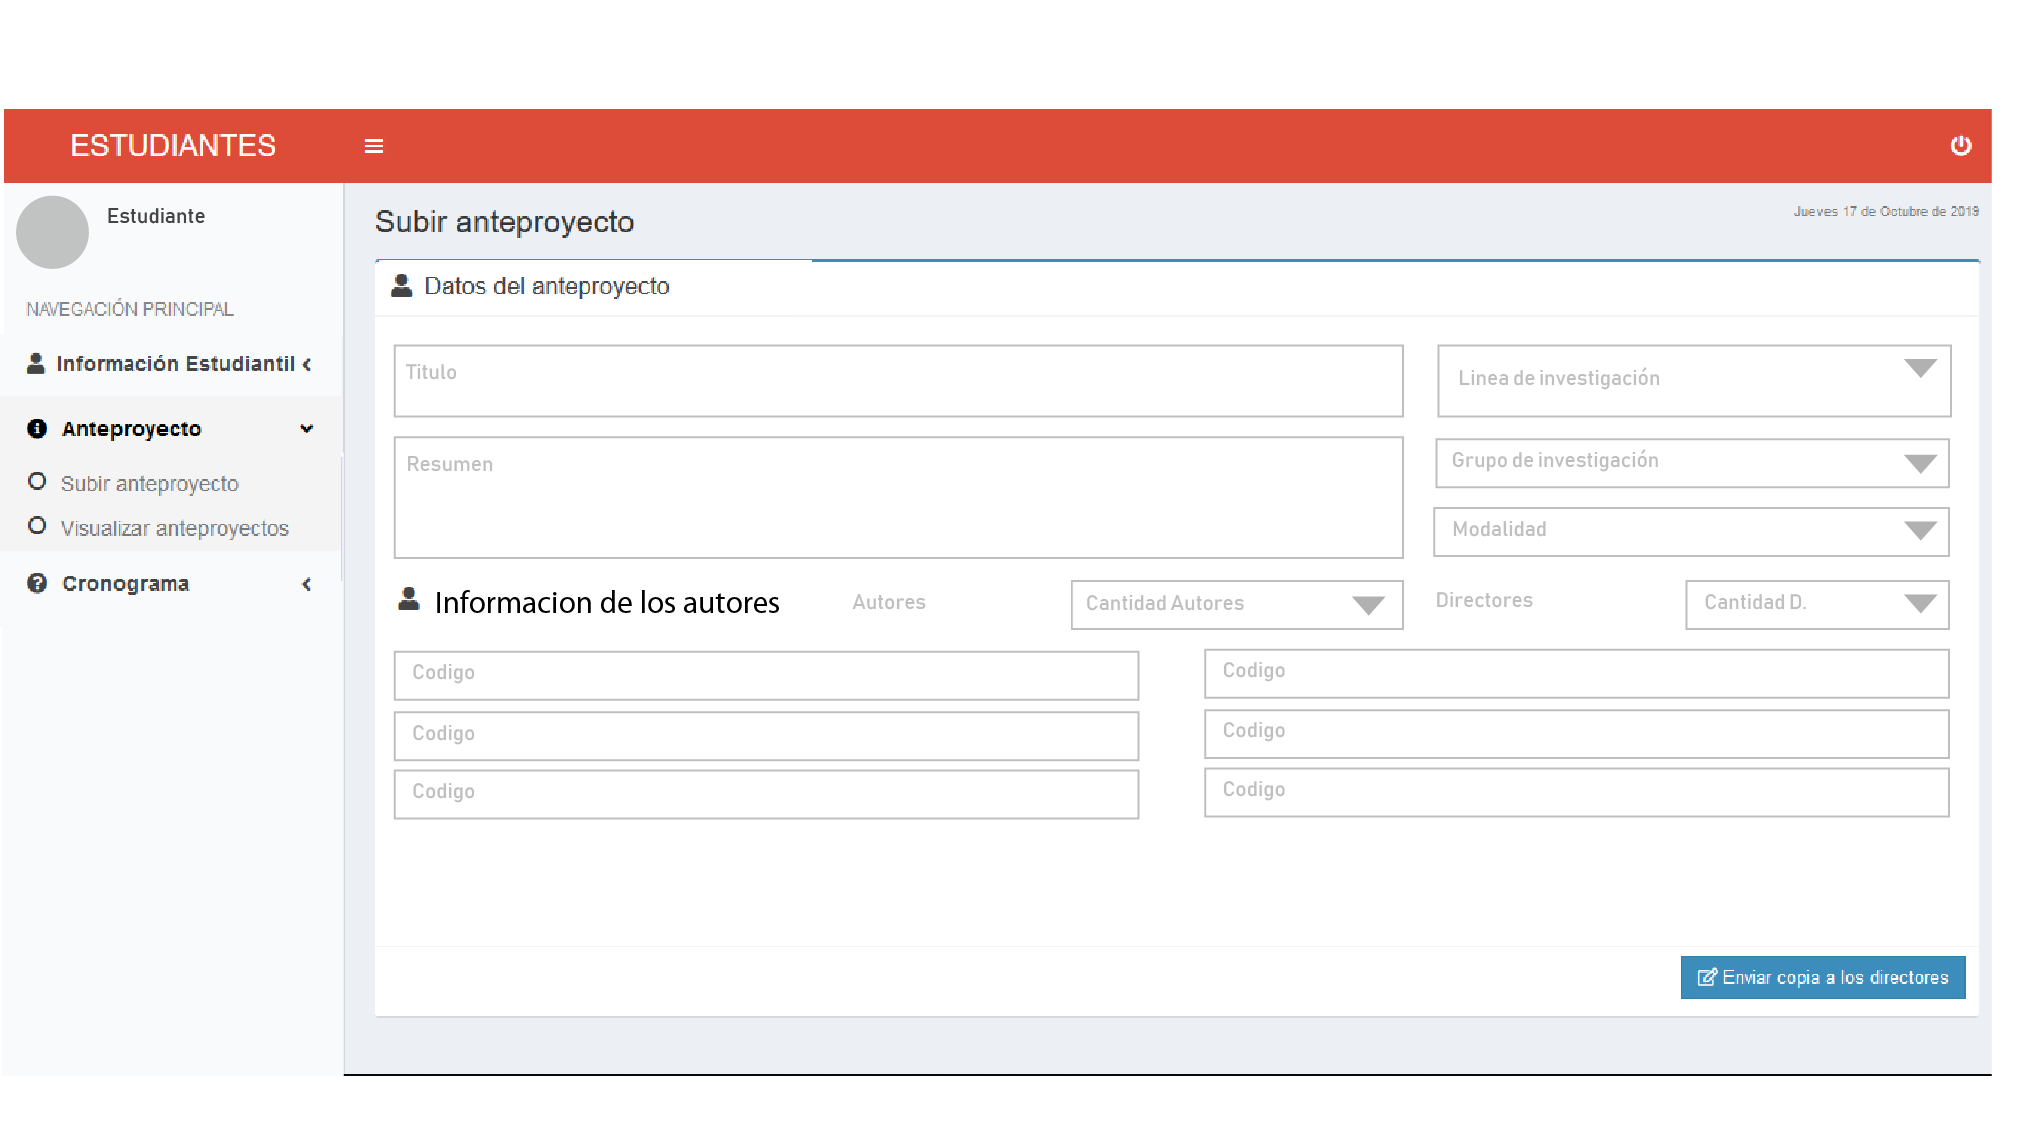 ESTUDIANTES
Estudiante
NAVEGACIÓN PRINCIPAL
Información Estudiantil
Anteproyecto
Subir anteproyecto
Visualizar anteproyectos
Cronograma
Subir anteproyecto
Jueves 17 de Octubre de 2019
Datos del anteproyecto
Titulo
Linea de investigación
Resumen
Grupo de investigación
Modalidad
Informacion de los autores
Autores
Cantidad Autores
Directores
Cantidad D.
Codigo
Codigo
Codigo
Codigo
Codigo
Codigo
Enviar copia a los directores